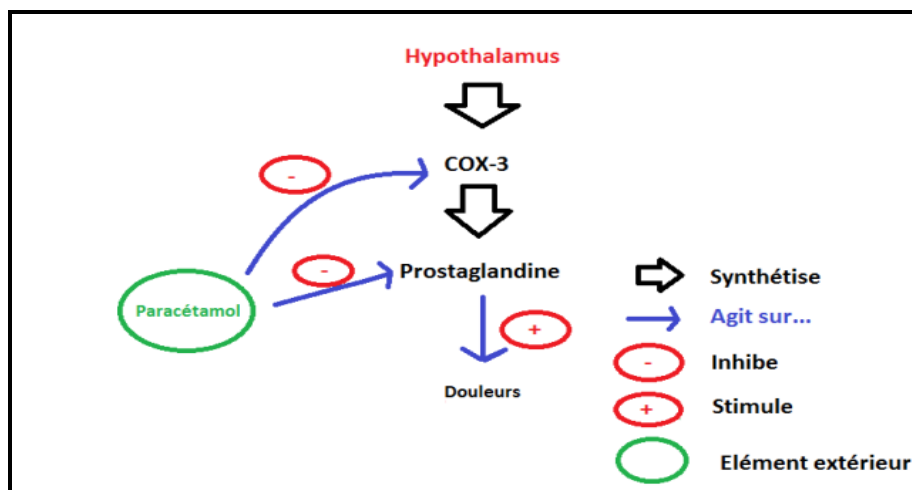 Hypothalamus
-
COX-3
-
Prostaglandine
Paracétamol
+
Douleurs
Synthétise
Agit sur...
-
Inhibe
+
Stimule
Elément extérieur